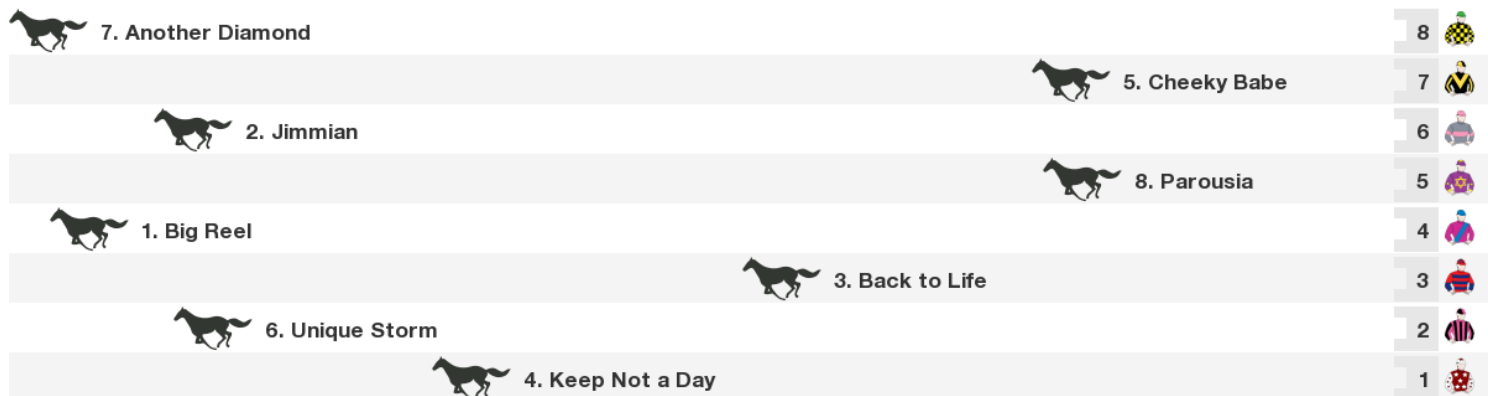 7. Another Diamond 8
5. Cheeky Babe 7
2. Jimmian 6
8. Parousia 5
1. Big Reel 4
3. Back to Life 3
6. Unique Storm 2
4. Keep Not a Day 1